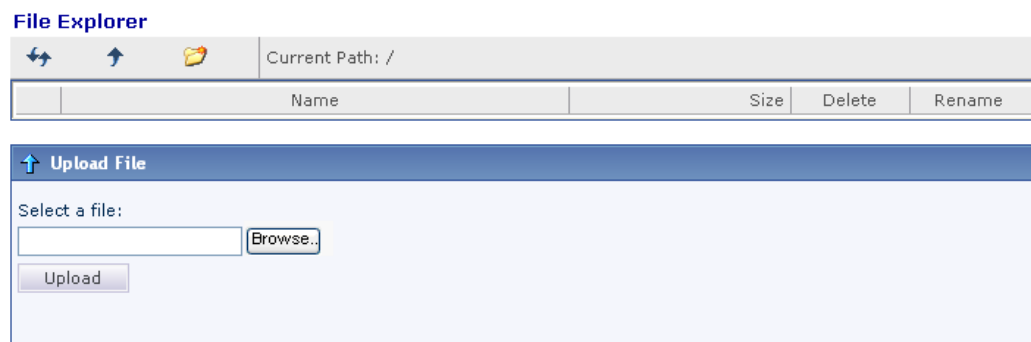 File Explorer
Current Path: /
Name Size Delete Rename
Upload File
Select a file:
Browse..
Upload